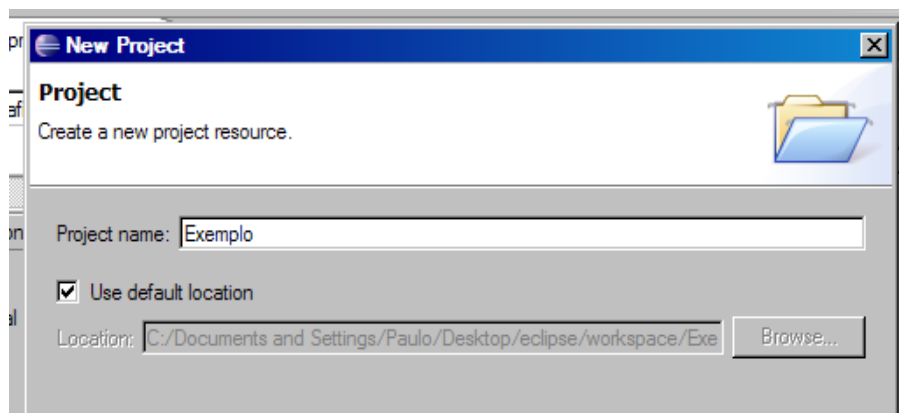 New Project
Project
Create a new project resource.
Project name: Exemplo
Use default location
Location: C:/Documents and Settings/Paulo/Desktop/eclipse/workspace/Exe Browse...